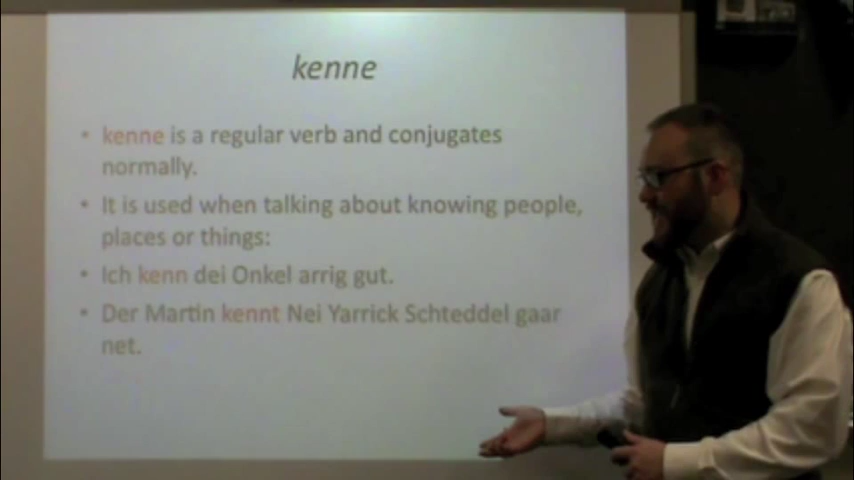 kenne
• kenne is a regular verb and conjugates
normally.
• It is used when talking about knowing people,
places or things:
• Ich kenn dei Onkel arrig gut.
• Der Martin kennt Nei Yarrick Schteddel gaar
net.